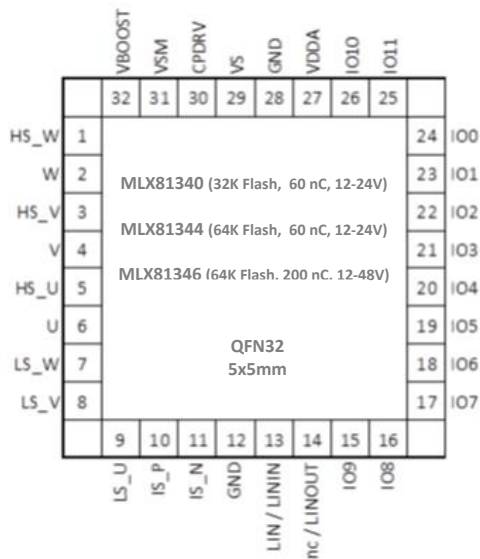 VBOOST VSM CPDRV VS GND VDDA IO10 IO11
32 31 30 29 28 27 26 25
HS_W 1 24 IO0
W 2 23 IO1
HS_V 3 22 IO2
V 4 21 IO3
HS_U 5 20 IO4
U 6 19 IO5
LS_W 7 18 IO6
LS_V 8 17 IO7
MLX81340 (32K Flash, 60 nC, 12-24V)
MLX81344 (64K Flash, 60 nC, 12-24V)
MLX81346 (64K Flash, 200 nC, 12-48V)
QFN32
5x5mm
9 10 11 12 13 14 15 16
LS_U IS_P IS_N GND LIN / LININ nc / LINOUT IO9 IO8